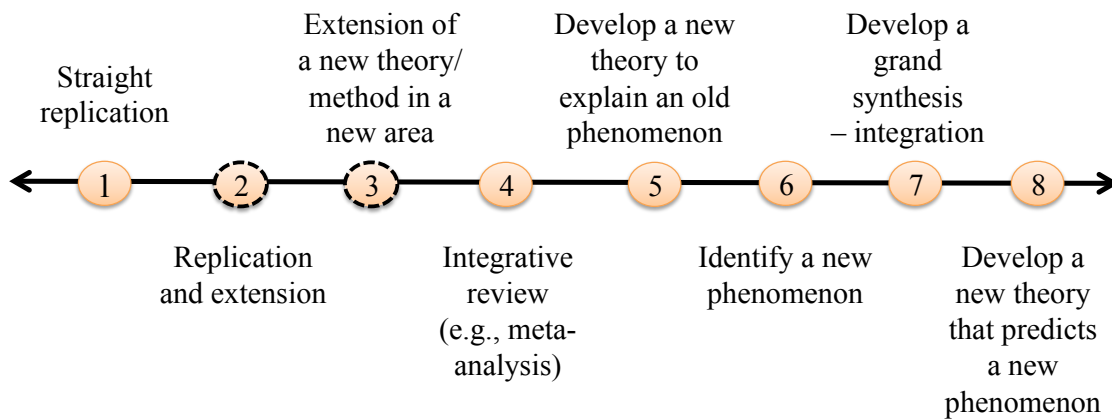 Straight
replication
Extension of
a new theory/
method in a
new area
Develop a new
theory to
explain an old
phenomenon
Develop a
grand
synthesis
– integration
1
2
3
4
5
6
7
8
Replication
and extension
Integrative
review
(e.g., meta-
analysis)
Identify a new
phenomenon
Develop a
new theory
that predicts
a new
phenomenon